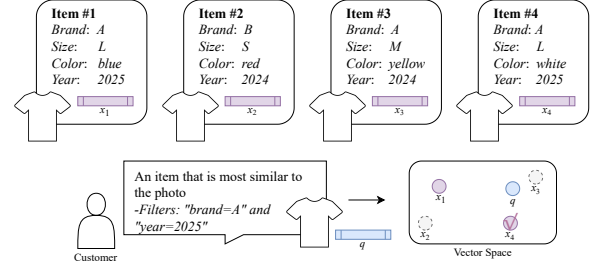 Item #1
Brand: A
Size: L
Color: blue
Year: 2025
x1
Item #2
Brand: B
Size: S
Color: red
Year: 2024
x2
Item #3
Brand: A
Size: M
Color: yellow
Year: 2024
x3
Item #4
Brand: A
Size: L
Color: white
Year: 2025
x4
An item that is most similar to
the photo
-Filters: "brand=A" and
"year=2025"
Customer
q
x1
q
x3
x2
x4
Vector Space